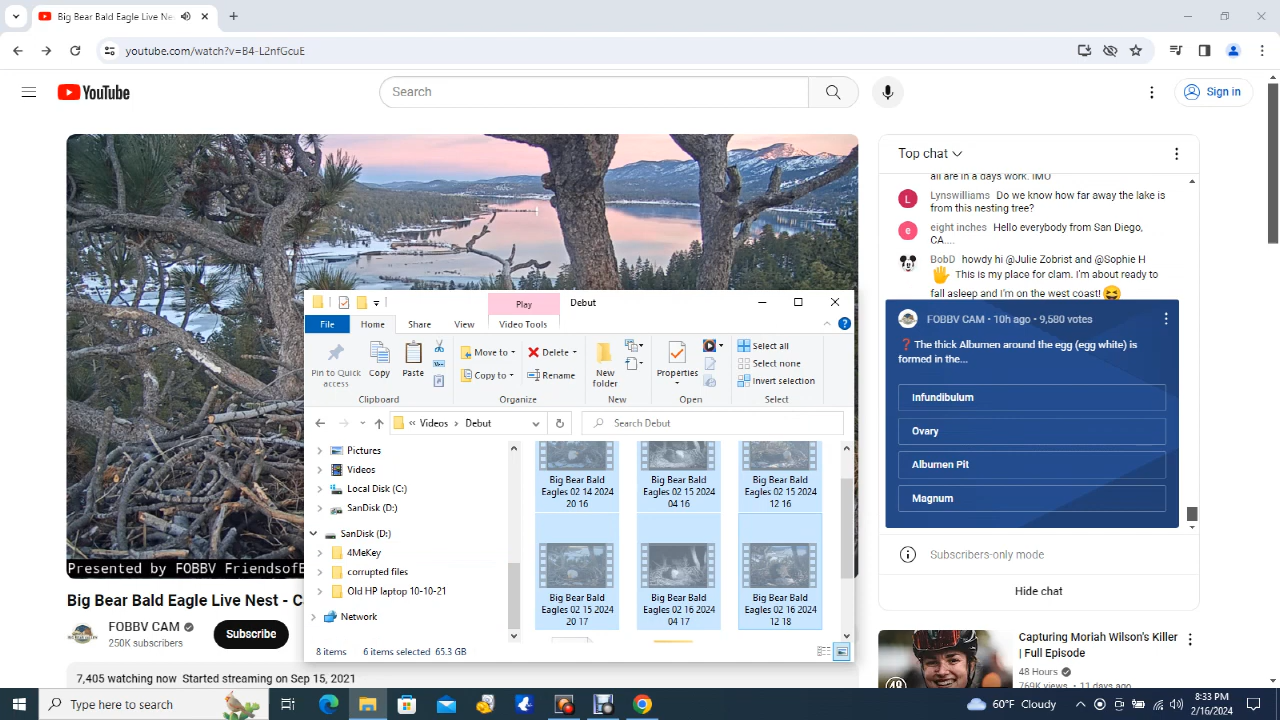 Big Bear Bald Eagle Live Ne
youtube.com/watch?v=B4-L2nfGcuE
YouTube
Search
Sign in
Top chat
all are in a days work. IMO
Lynswilliams Do we know how far away the lake is
from this nesting tree?
eight inches Hello everybody from San Diego,
CA....
BobD howdy hi @Julie Zobrist and @Sophie H
This is my place for clam. I'm about ready to
fall asleep and i'm on the west coast!
FOBBV CAM • 10h ago • 9,580 votes
The thick Albumen around the egg (egg white) is
formed in the...
Infundibulum
Ovary
Albumen Pit
Magnum
Subscribers-only mode
Hide chat
Presented by FOBBV FriendsofB
Big Bear Bald Eagle Live Nest - C
FOBBV CAM
250K subscribers
Subscribe
7,405 watching now Started streaming on Sep 15, 2021
Capturing Moriah Wilson's Killer
| Full Episode
48 Hours
769K views • 11 days ago
Play
Debut
File
Home
Share
View
Video Tools
Pin to Quick
access
Copy
Paste
Move to
Copy to
Delete
Rename
New
folder
Properties
Select all
Select none
Invert selection
Clipboard
Organize
New
Open
Select
Videos > Debut
Search Debut
Pictures
Videos
Local Disk (C:)
SanDisk (D:)
SanDisk (D:)
4MeKey
corrupted files
Old HP laptop 10-10-21
Network
Big Bear Bald
Eagles 02 14 2024
20 16
Big Bear Bald
Eagles 02 15 2024
04 16
Big Bear Bald
Eagles 02 15 2024
12 16
Big Bear Bald
Eagles 02 15 2024
20 17
Big Bear Bald
Eagles 02 16 2024
04 17
Big Bear Bald
Eagles 02 16 2024
12 18
8 items 6 items selected 65.3 GB
Type here to search
60°F Cloudy
8:33 PM
2/16/2024